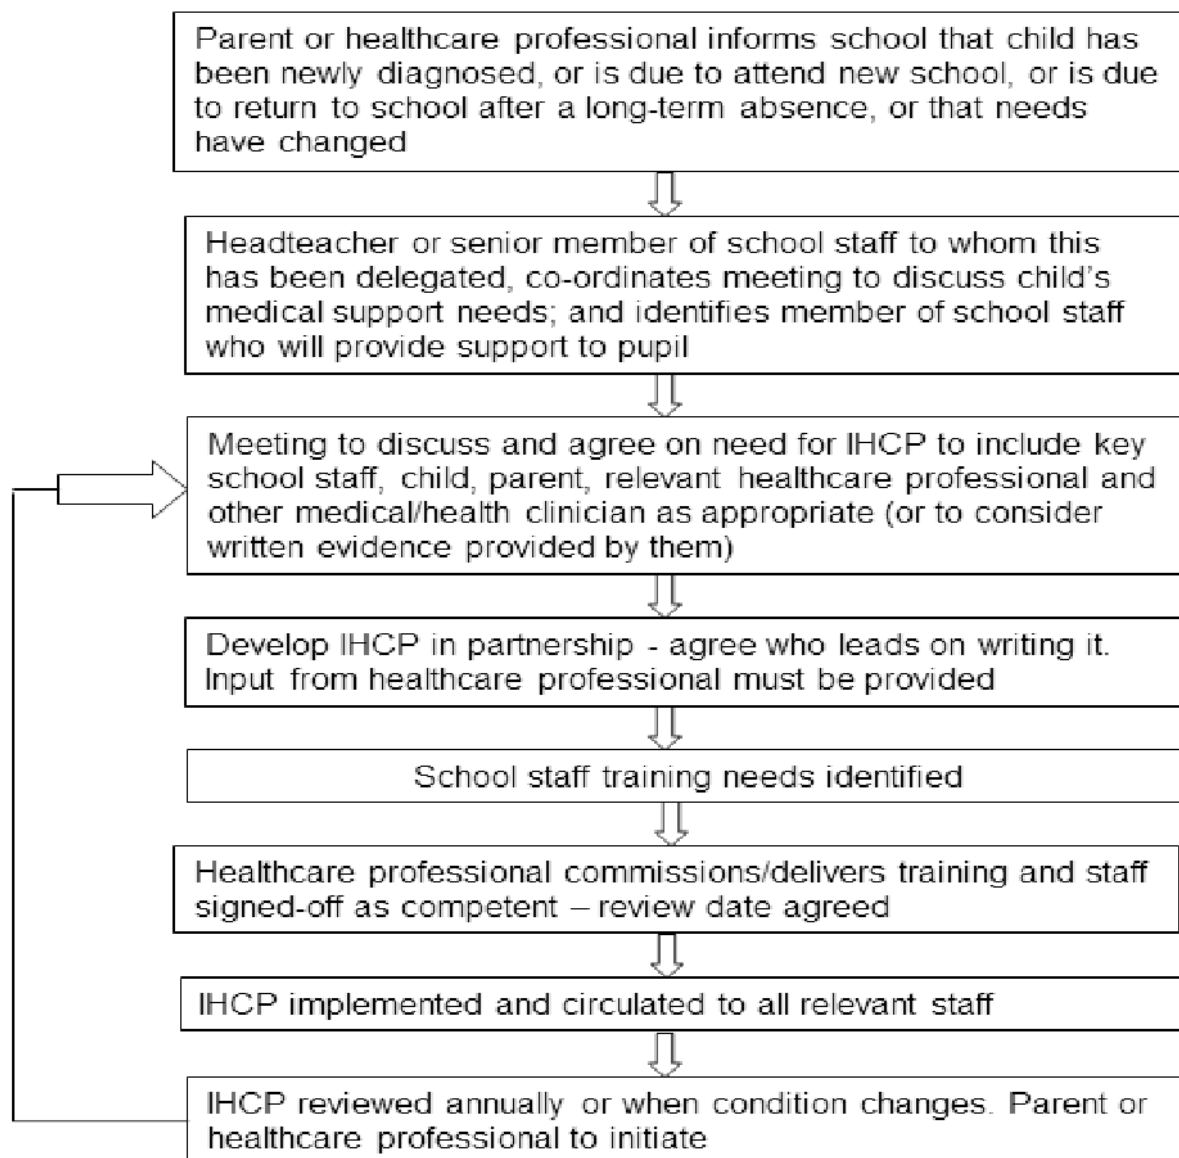 Parent or healthcare professional informs school that child has
been newly diagnosed, or is due to attend new school, or is due
to return to school after a long-term absence, or that needs
have changed
Headteacher or senior member of school staff to whom this
has been delegated, co-ordinates meeting to discuss child's
medical support needs; and identifies member of school staff
who will provide support to pupil
Meeting to discuss and agree on need for IHCP to include key
school staff, child, parent, relevant healthcare professional and
other medical/health clinician as appropriate (or to consider
written evidence provided by them)
Develop IHCP in partnership - agree who leads on writing it.
Input from healthcare professional must be provided
School staff training needs identified
Healthcare professional commissions/delivers training and staff
signed-off as competent – review date agreed
IHCP implemented and circulated to all relevant staff
IHCP reviewed annually or when condition changes. Parent or
healthcare professional to initiate